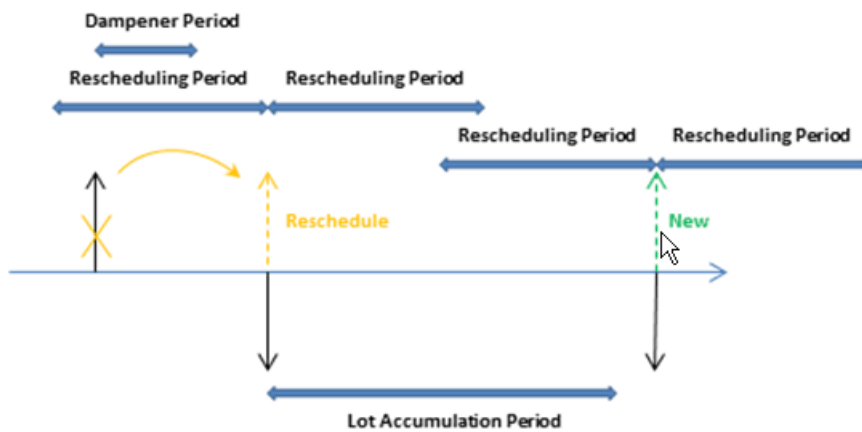 Dampener Period
Rescheduling Period Rescheduling Period
Rescheduling Period Rescheduling Period
Reschedule New
Lot Accumulation Period